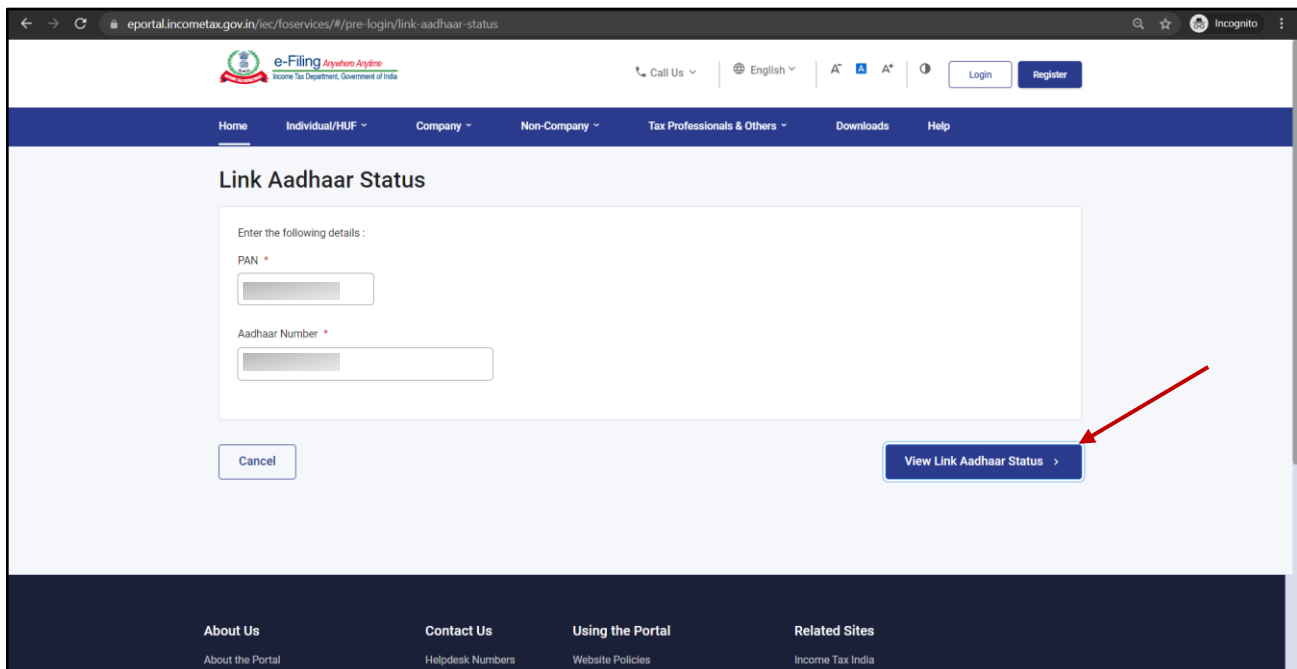 eportal.incometax.gov.in/iec/foservices/#/pre-login/link-aadhaar-status Incognito
e-Filing Anywhere Anytime
Income Tax Department, Government of India
Call Us English A- A A+ Login Register
Home Individual/HUF Company Non-Company Tax Professionals & Others Downloads Help
Link Aadhaar Status
Enter the following details :
PAN *
Aadhaar Number *
Cancel View Link Aadhaar Status >
About Us Contact Us Using the Portal Related Sites
About the Portal Helpdesk Numbers Website Policies Income Tax India